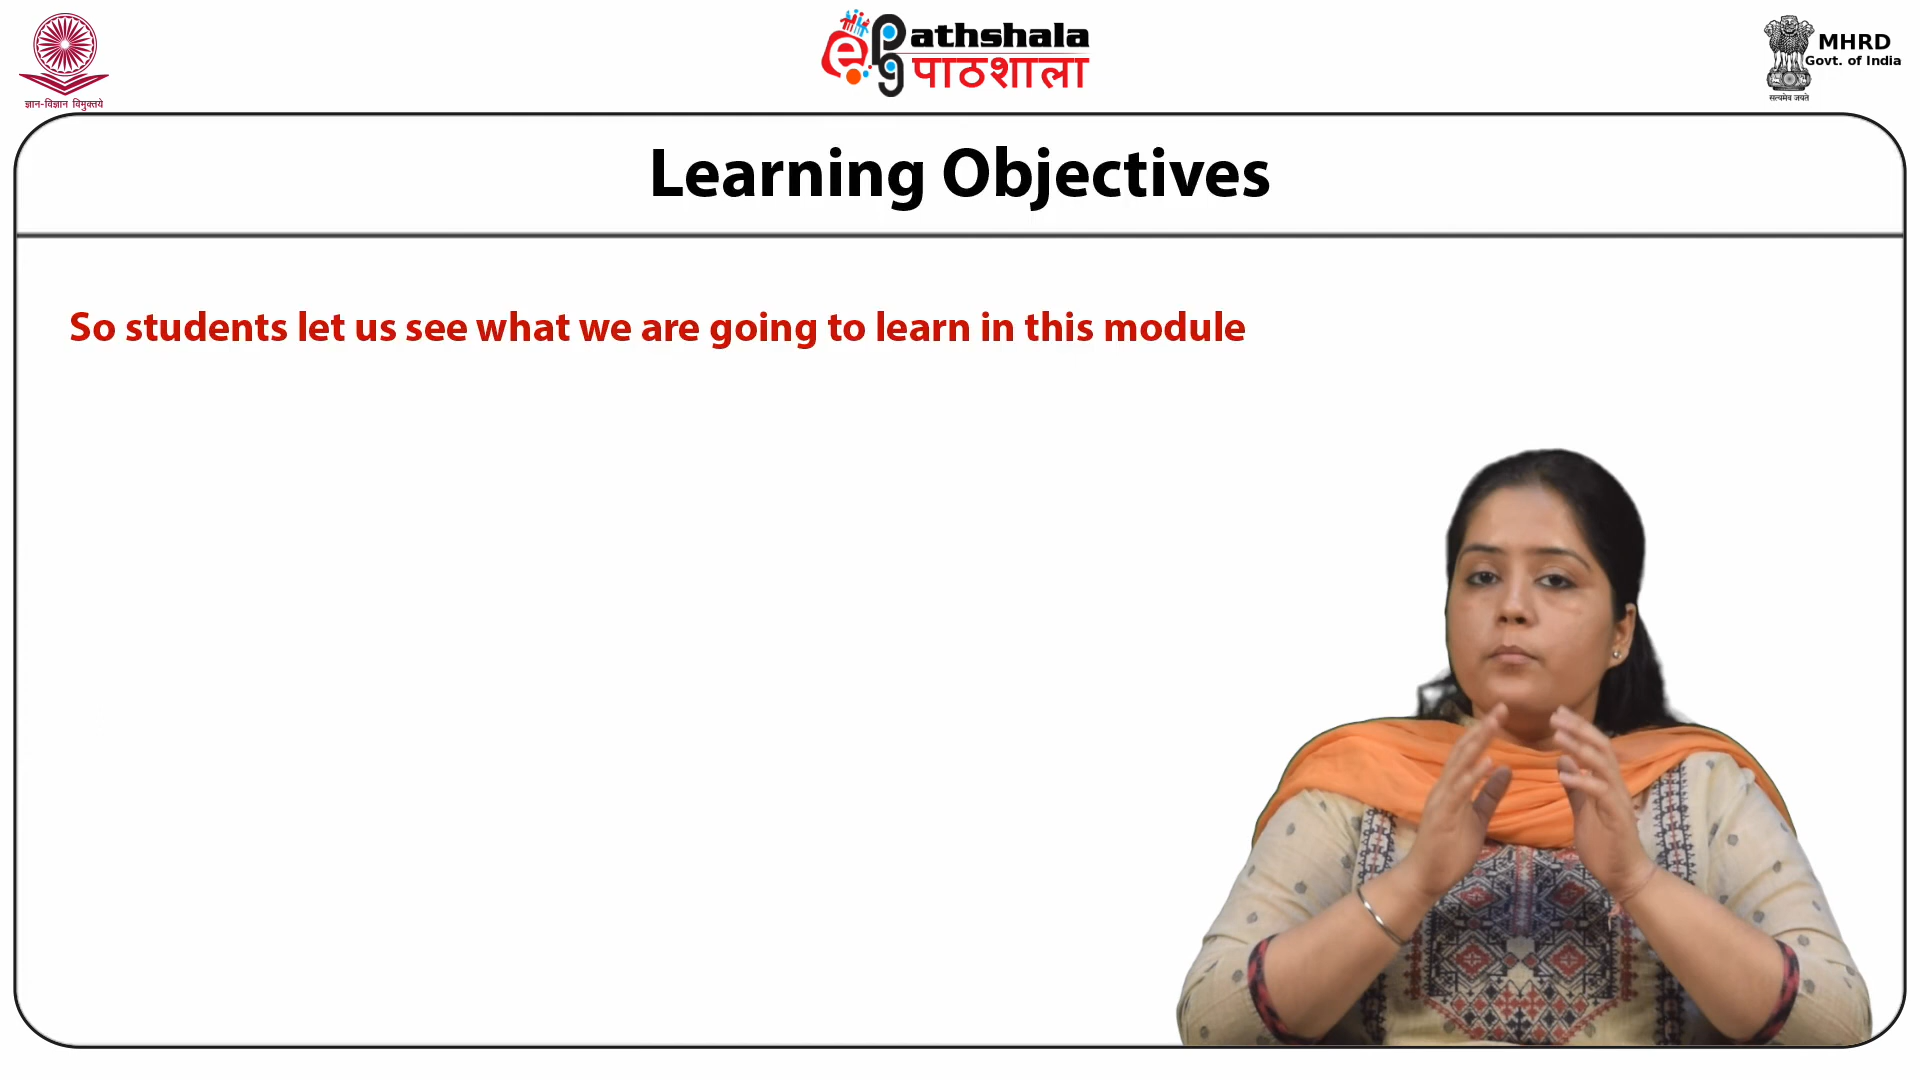 ज्ञान-विज्ञान विमुक्तये
ePathshala
पाठशाला
MHRD
Govt. of India
सत्यमेव जयते
Learning Objectives
So students let us see what we are going to learn in this module